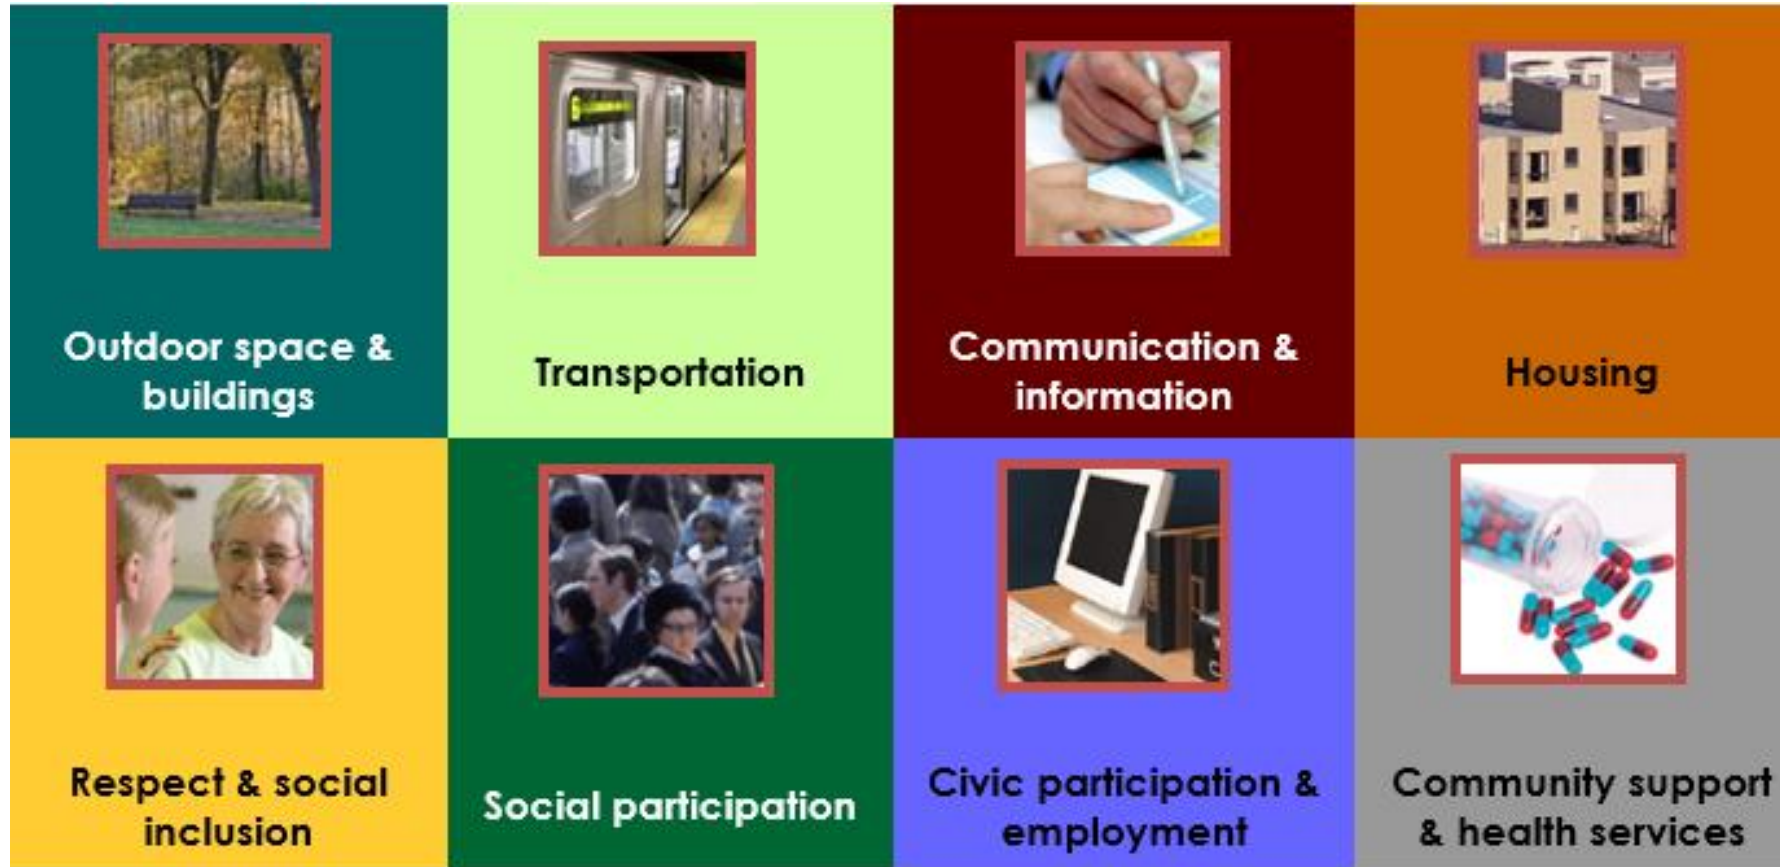 Outdoor space &
buildings
Transportation
Communication &
information
Housing
Respect & social
inclusion
Social participation
Civic participation &
employment
Community support
& health services